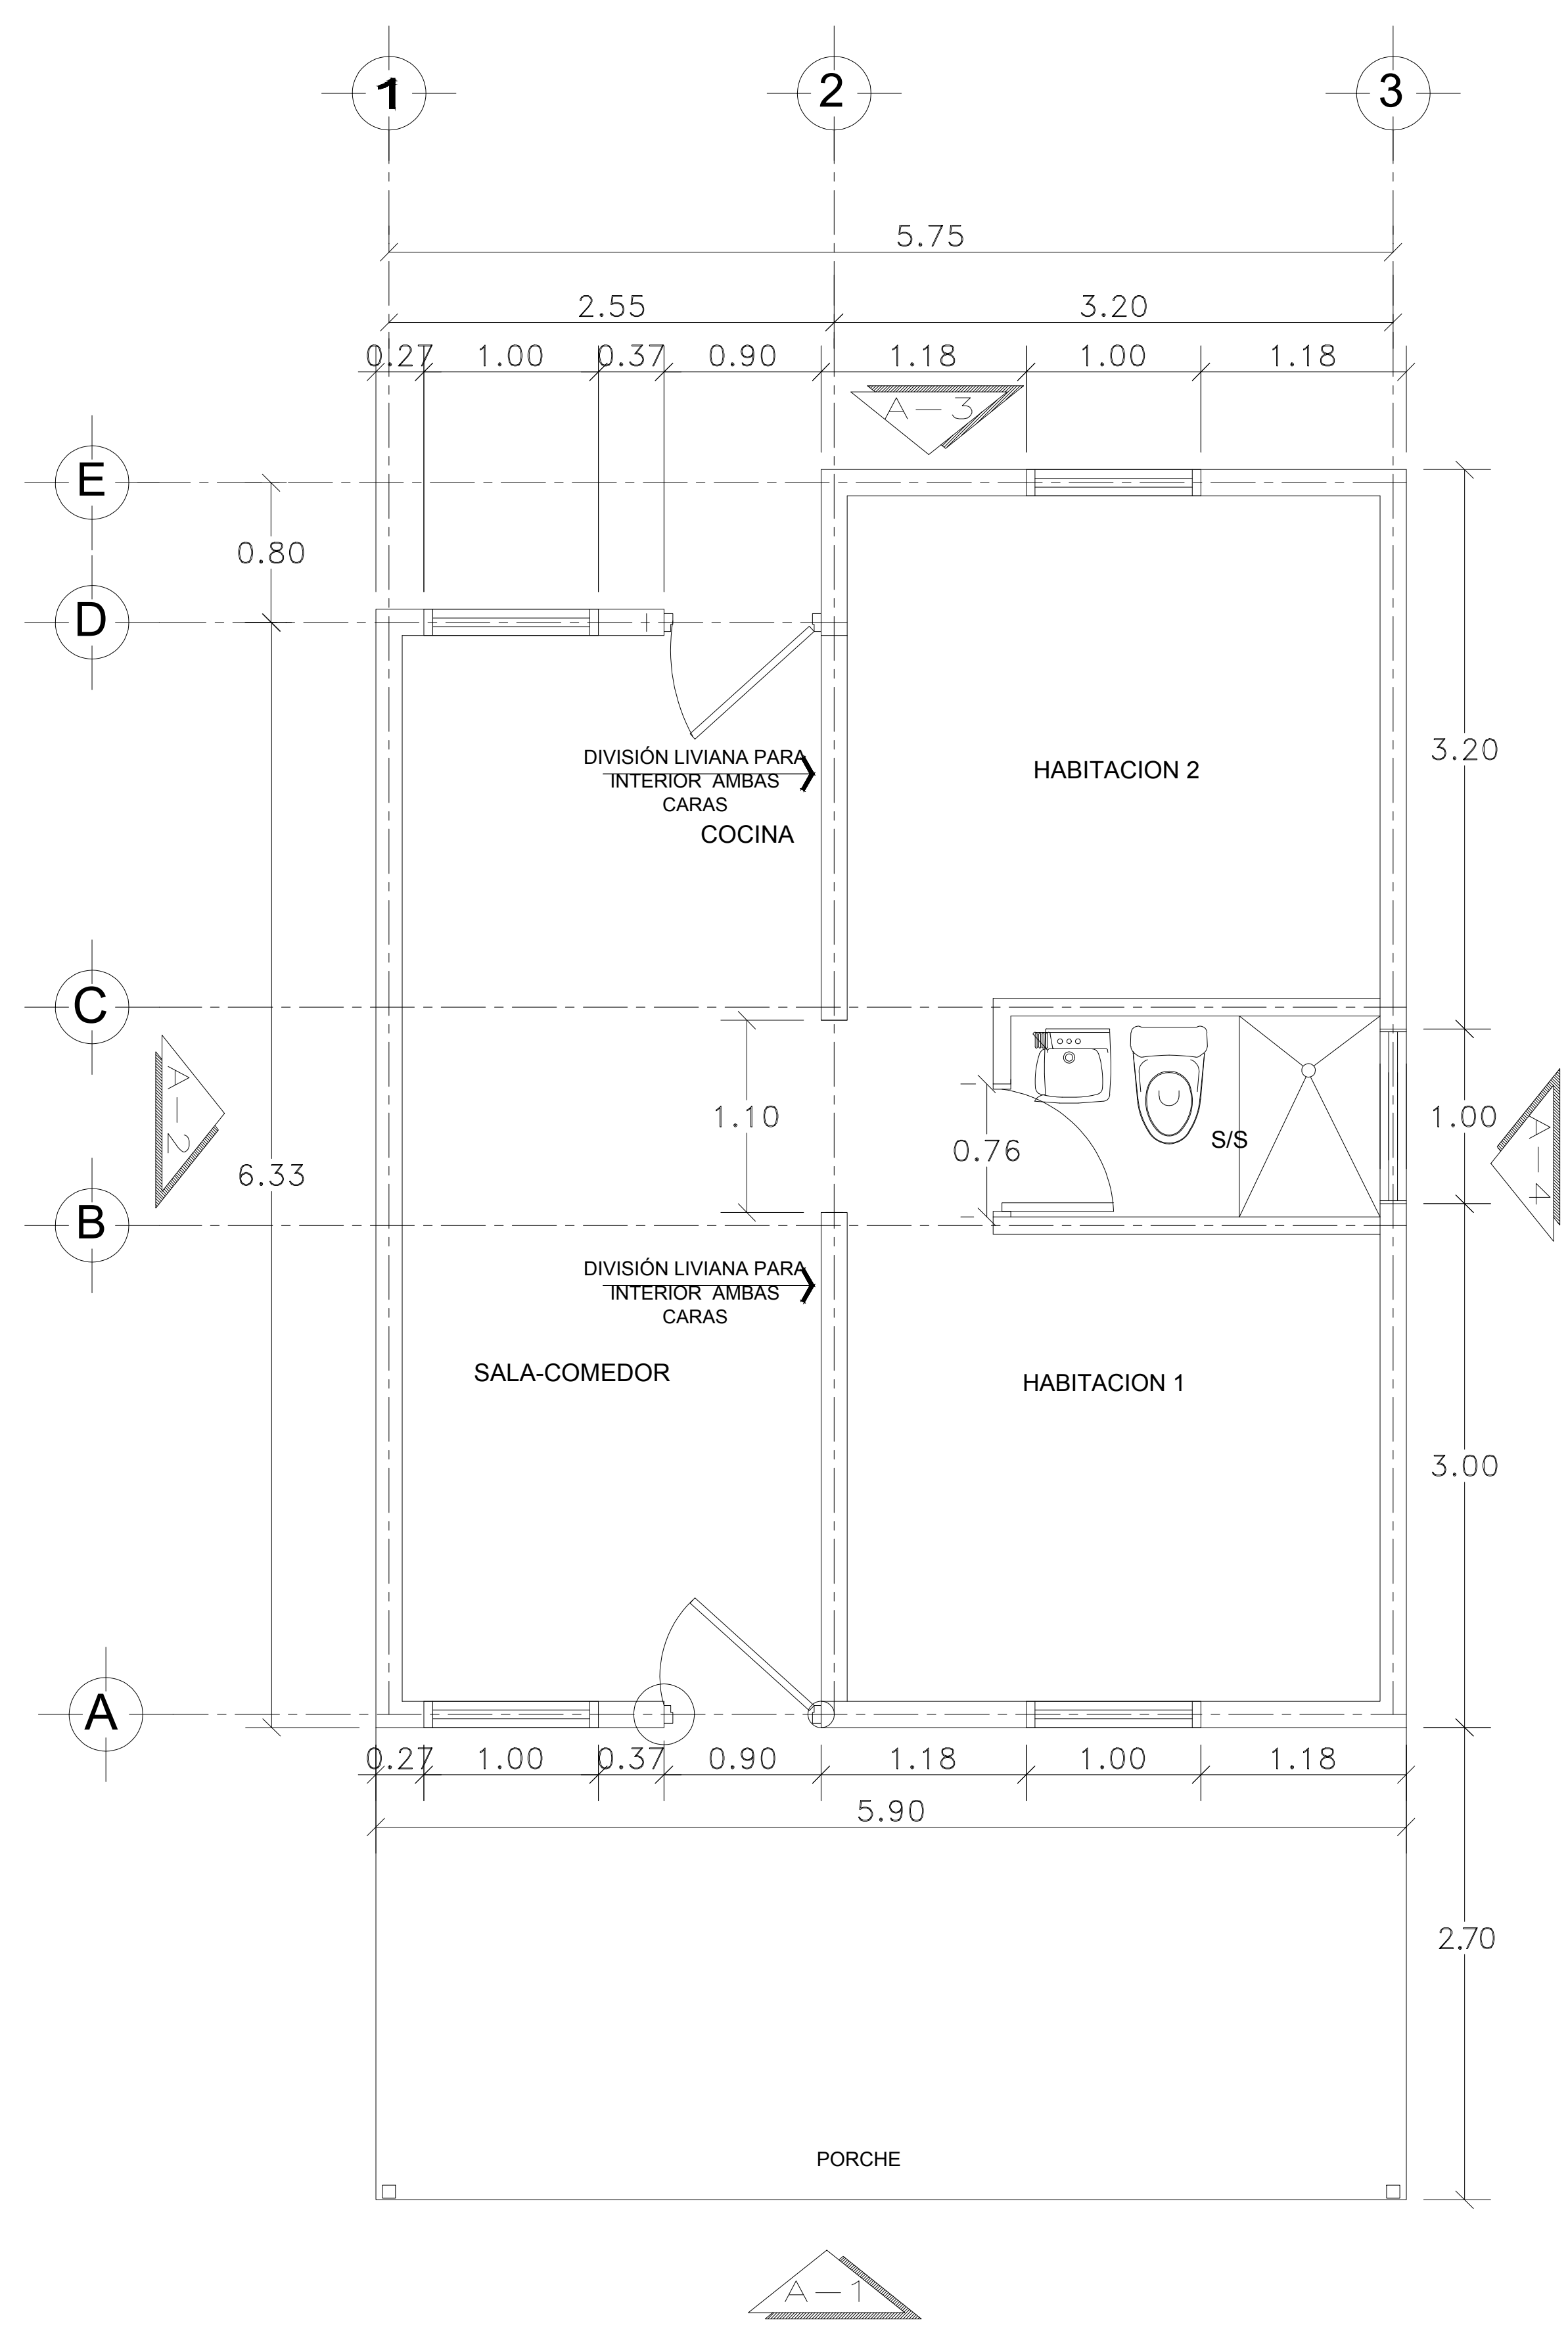 1
2
3
5.75
2.55
3.20
0.27
1.00
0.37
0.90
1.18
1.00
1.18
A-3
E
0.80
D
DIVISIÓN LIVIANA PARA
INTERIOR AMBAS
CARAS
COCINA
HABITACION 2
3.20
C
A-2
1.10
0.76
S/S
1.00
A-4
6.33
B
DIVISIÓN LIVIANA PARA
INTERIOR AMBAS
CARAS
SALA-COMEDOR
HABITACION 1
3.00
A
0.27
1.00
0.37
0.90
1.18
1.00
1.18
5.90
2.70
PORCHE
A-1